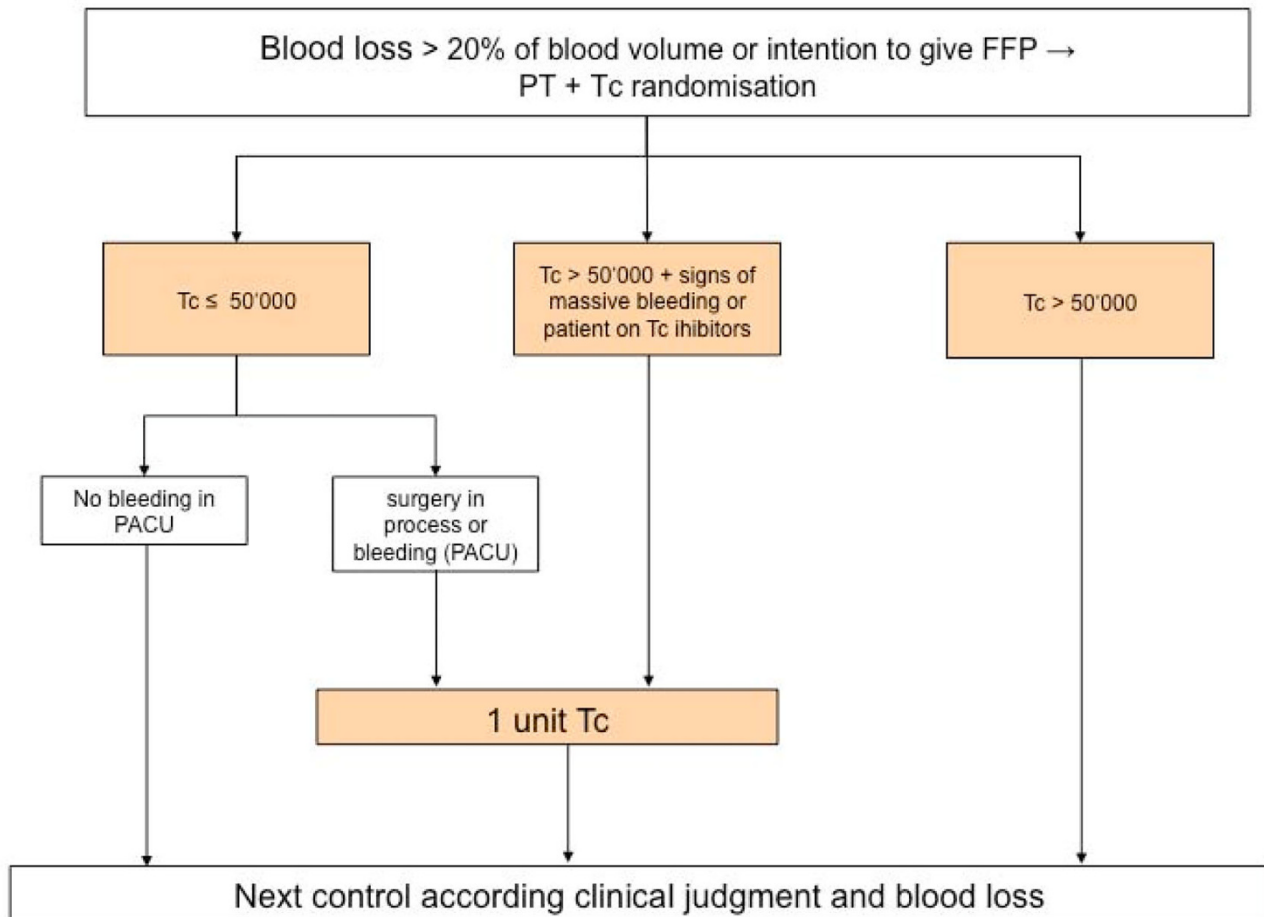 Blood loss > 20% of blood volume or intention to give FFP →
PT + Tc randomisation
Tc ≤ 50'000
Tc > 50'000 + signs of
massive bleeding or
patient on Tc ihibitors
Tc > 50'000
No bleeding in
PACU
surgery in
process or
bleeding (PACU)
1 unit Tc
Next control according clinical judgment and blood loss